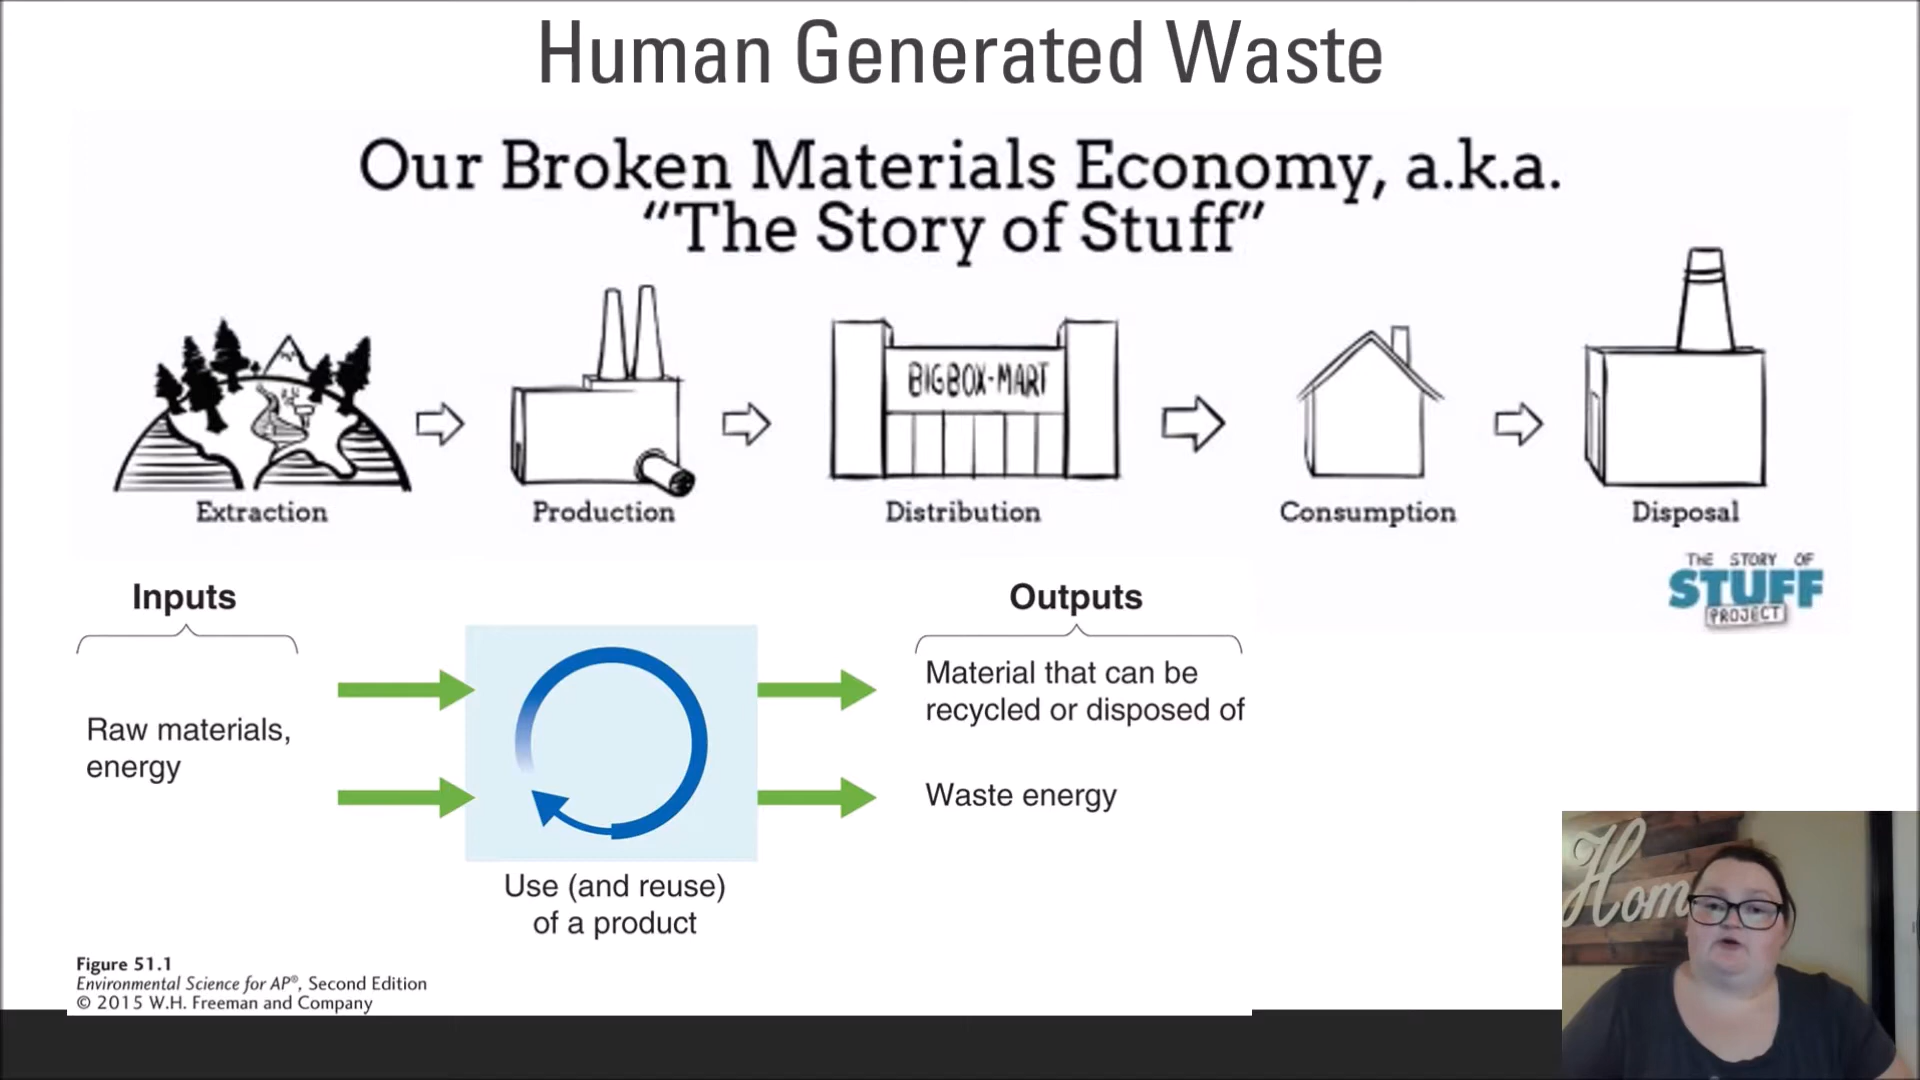 Human Generated Waste
Our Broken Materials Economy, a.k.a.
“The Story of Stuff”
BIGBOX-MART
Extraction
Production
Distribution
Consumption
Disposal
THE STORY OF
STUFF
PROJECT
Inputs
Outputs
Raw materials,
energy
Material that can be
recycled or disposed of
Waste energy
Use (and reuse)
of a product
Figure 51.1
Environmental Science for AP®, Second Edition
© 2015 W.H. Freeman and Company
Hom